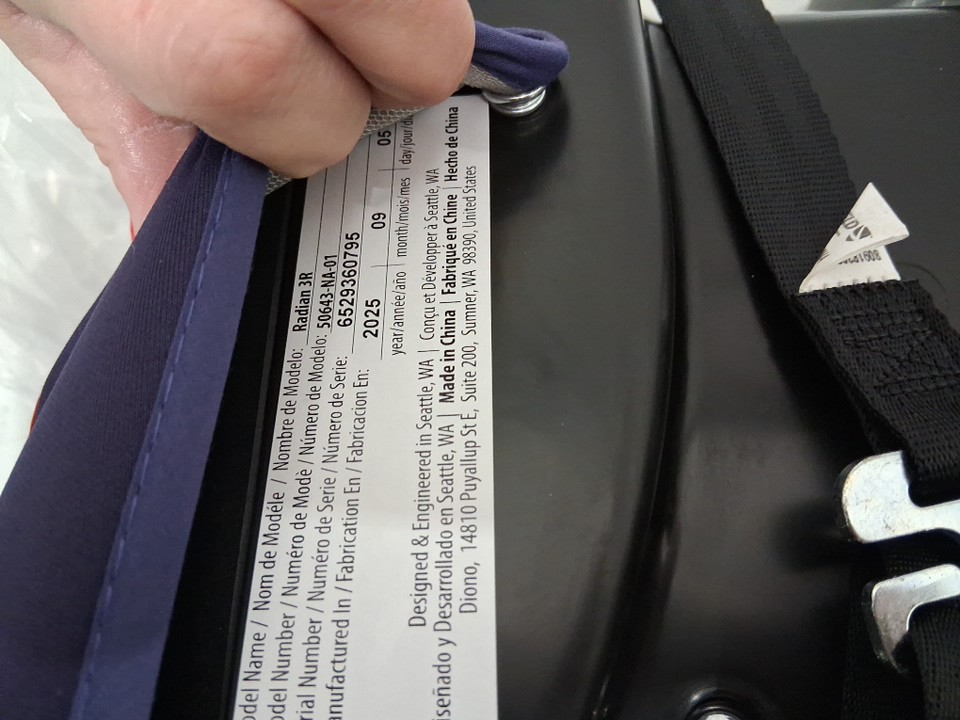 odel Name / Nom de Modéle / Nombre de Modelo: Radian 3R
odel Number / Numéro de Modè / Número de Modelo: 50643-NA-01
rial Number / Numéro de Serie / Número de Serie: 6529360795
anufactured In / Fabrication En / Fabricacion En: 2025 09 05
year/année/año month/mois/mes day/jour/dí
Designed & Engineered in Seattle, WA | Conçu et Développer à Seattle, WA
iseñado y Desarrollado en Seattle, WA | Made in China | Fabriqué en Chine | Hecho de China
Diono, 14810 Puyallup St E, Suite 200, Sumner, WA 98390, United States